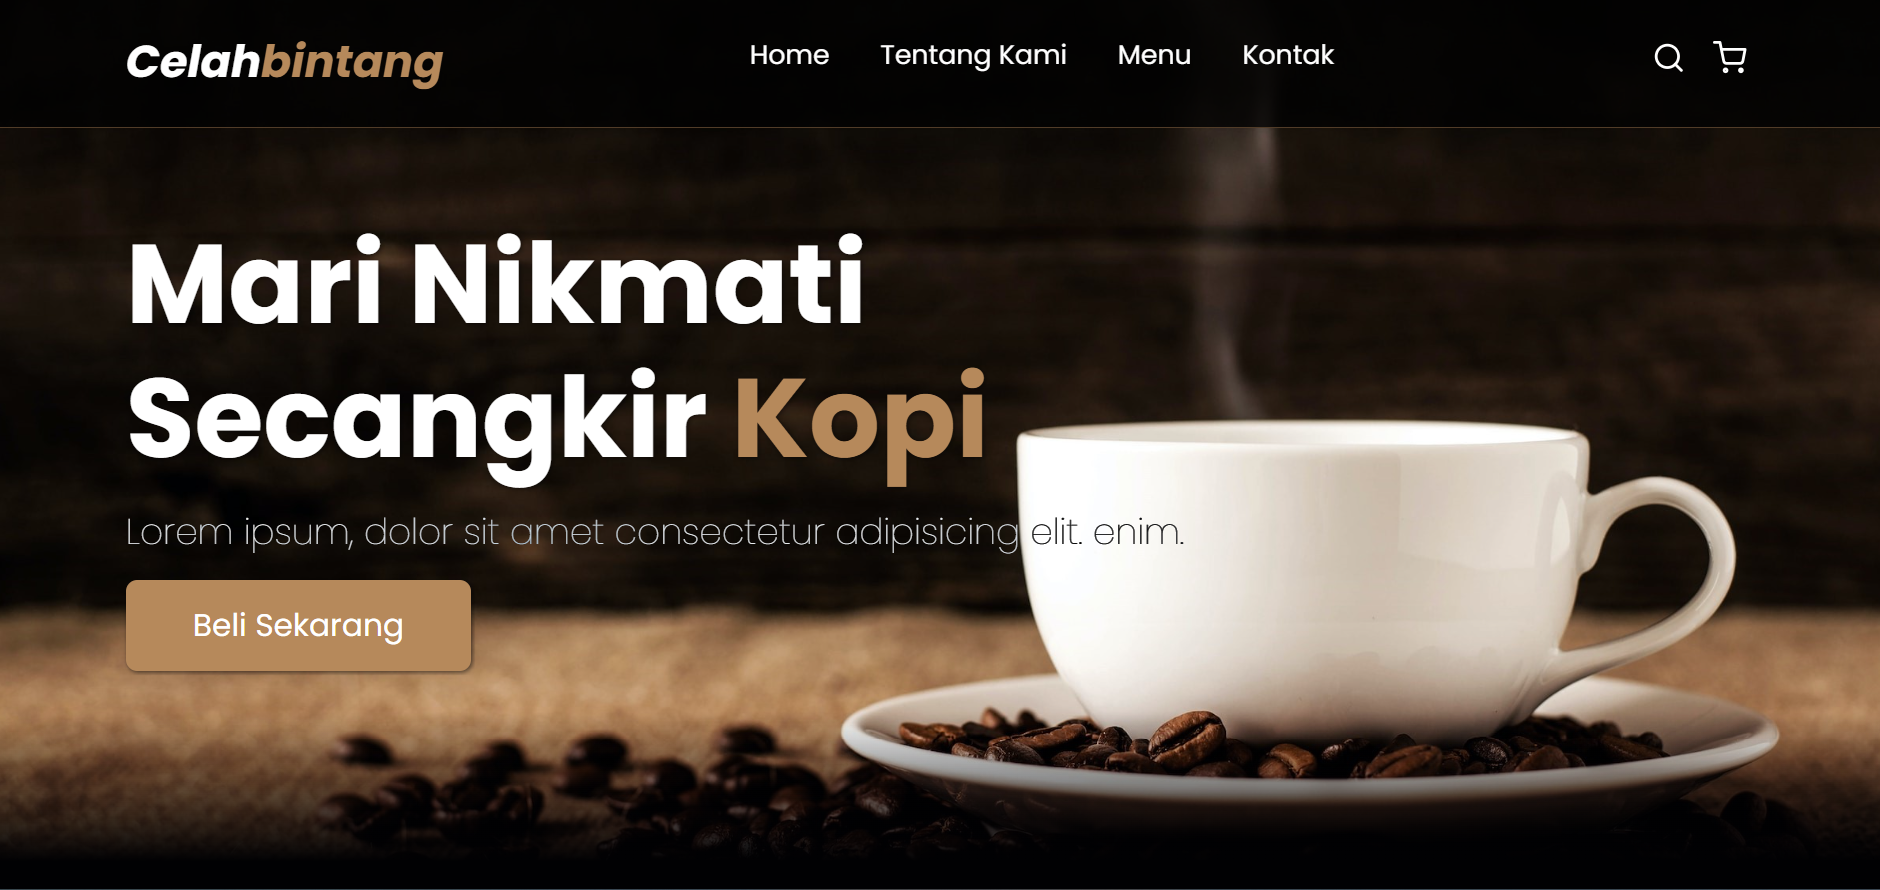 Celahbintang
Home Tentang Kami Menu Kontak
Mari Nikmati
Secangkir Kopi
Lorem ipsum, dolor sit amet consectetur adipisicing elit. enim.
Beli Sekarang